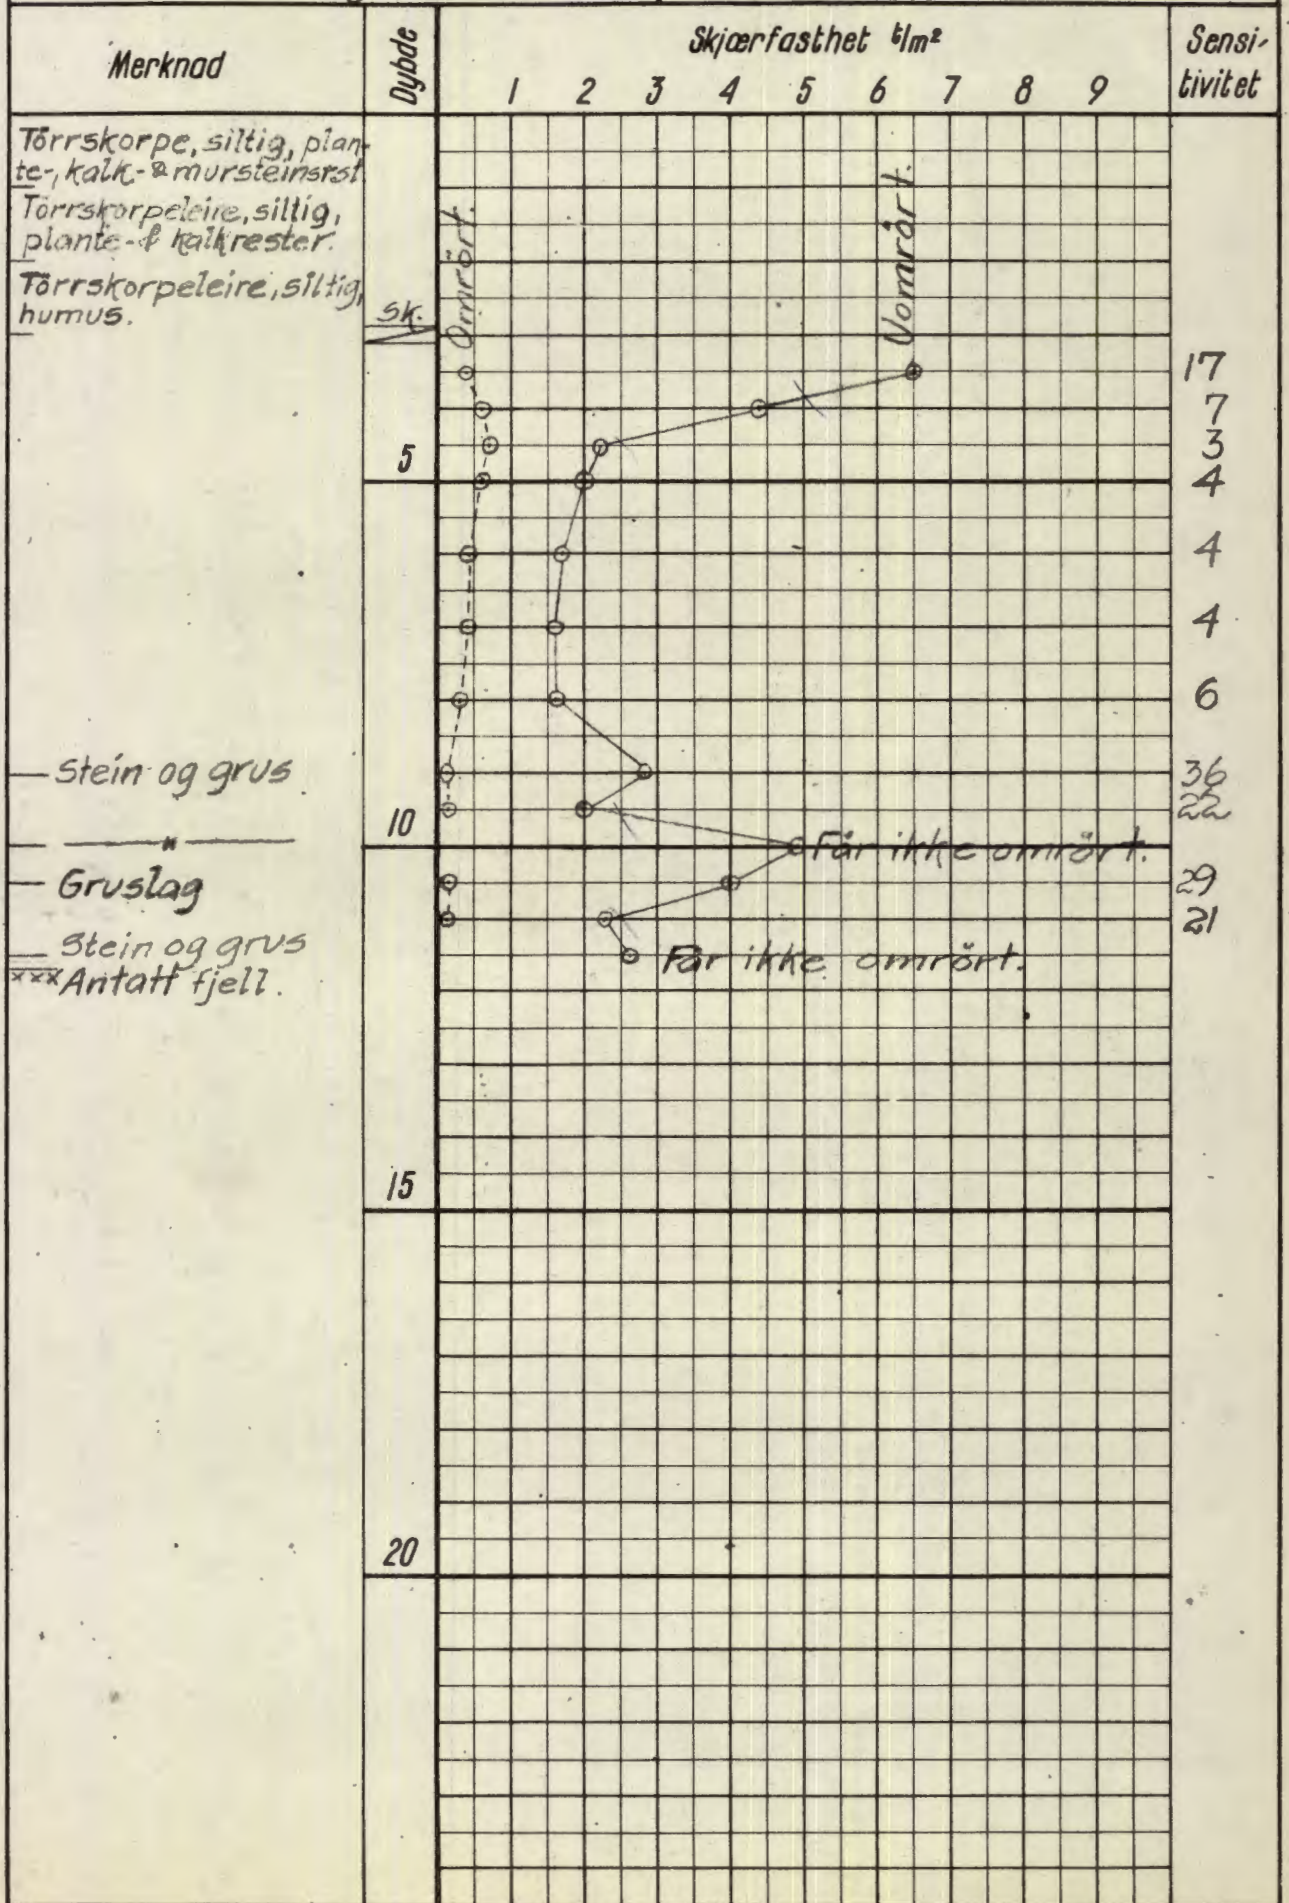 Merknad
Dybde
Skjærfasthet t/m²
1 2 3 4 5 6 7 8 9
Sensi-
tivitet
Törrskorpe, siltig, plan-
te-, kalk- & mursteinsrst
Törrskorpeleire, siltig,
plante- & kalkrester.
Törrskorpeleire, siltig,
humus.
sk.
Omrört.
Uomrört.
17
7
3
5
4
4
4
6
Stein og grus
36
22
10
— " —
Får ikke omrört.
Gruslag
29
21
Stein og grus
Får ikke omrört.
xxx Antatt fjell.
15
20